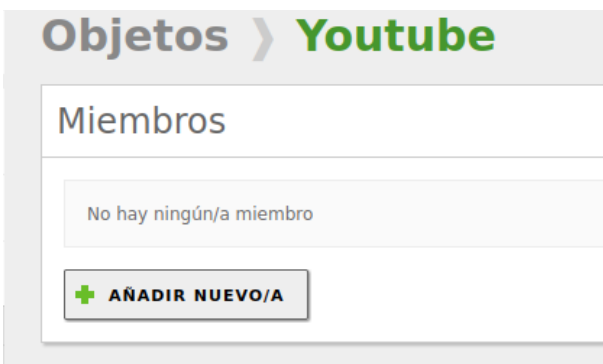 Objetos ❯ Youtube
Miembros
No hay ningún/a miembro
AÑADIR NUEVO/A